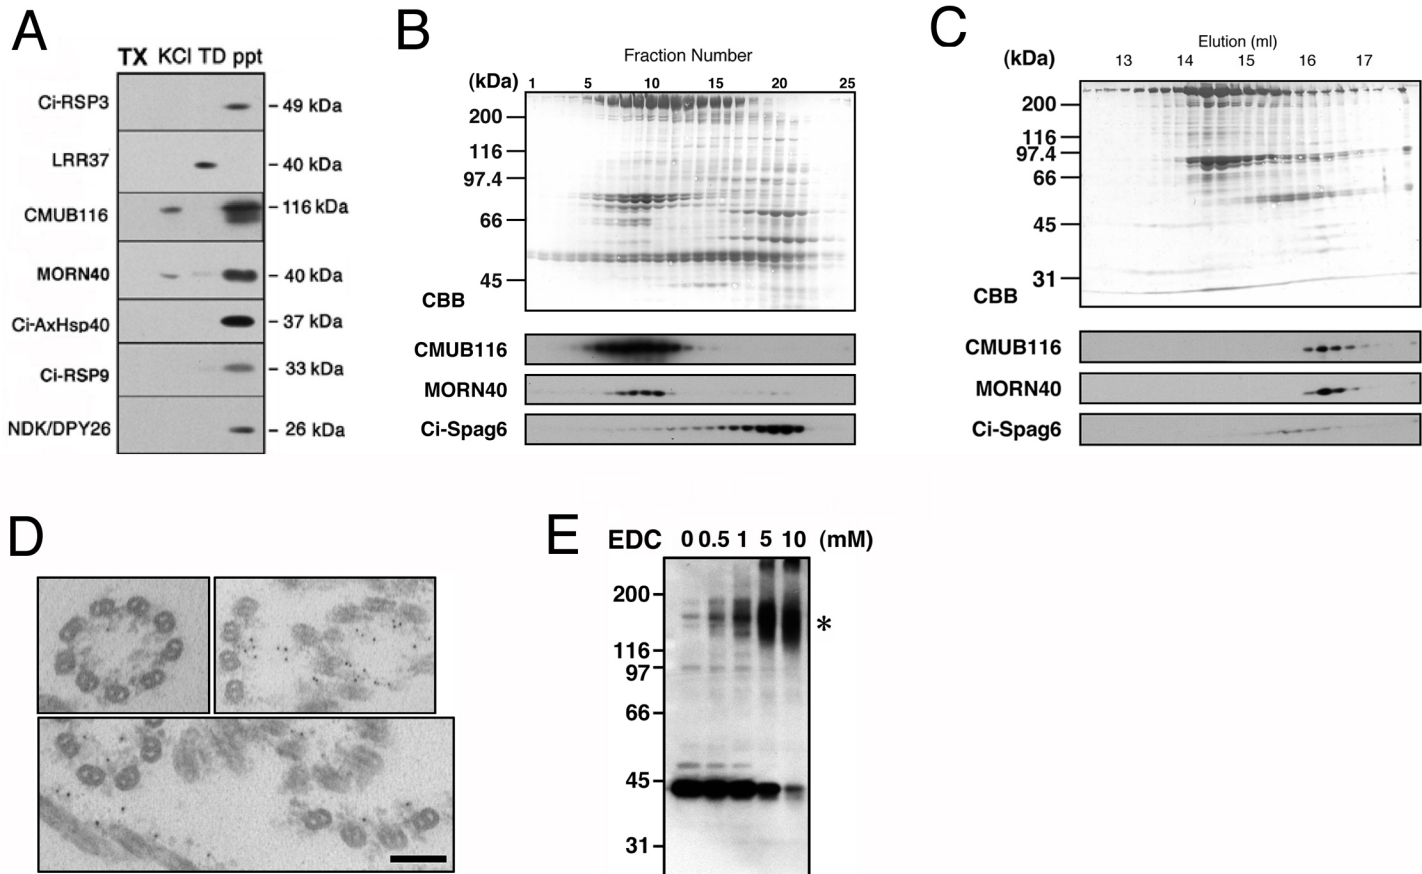 A
TX KCl TD ppt
Ci-RSP3 – 49 kDa
LRR37 – 40 kDa
CMUB116 – 116 kDa
MORN40 – 40 kDa
Ci-AxHsp40 – 37 kDa
Ci-RSP9 – 33 kDa
NDK/DPY26 – 26 kDa
B
Fraction Number
(kDa) 1 5 10 15 20 25
200
116
97.4
66
45
CBB
CMUB116
MORN40
Ci-Spag6
C
Elution (ml)
(kDa) 13 14 15 16 17
200
116
97.4
66
45
31
CBB
CMUB116
MORN40
Ci-Spag6
D
E
EDC 0 0.5 1 5 10 (mM)
200
*
116
97
66
45
31